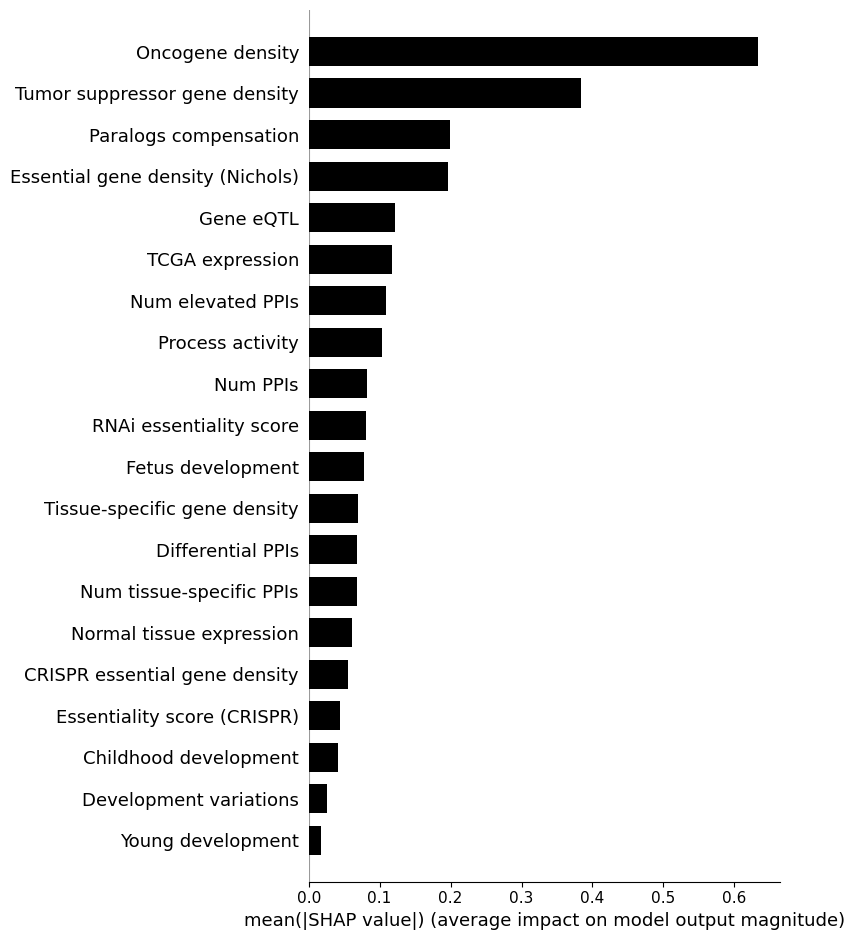 Oncogene density
Tumor suppressor gene density
Paralogs compensation
Essential gene density (Nichols)
Gene eQTL
TCGA expression
Num elevated PPIs
Process activity
Num PPIs
RNAi essentiality score
Fetus development
Tissue-specific gene density
Differential PPIs
Num tissue-specific PPIs
Normal tissue expression
CRISPR essential gene density
Essentiality score (CRISPR)
Childhood development
Development variations
Young development
0.0 0.1 0.2 0.3 0.4 0.5 0.6
mean(|SHAP value|) (average impact on model output magnitude)